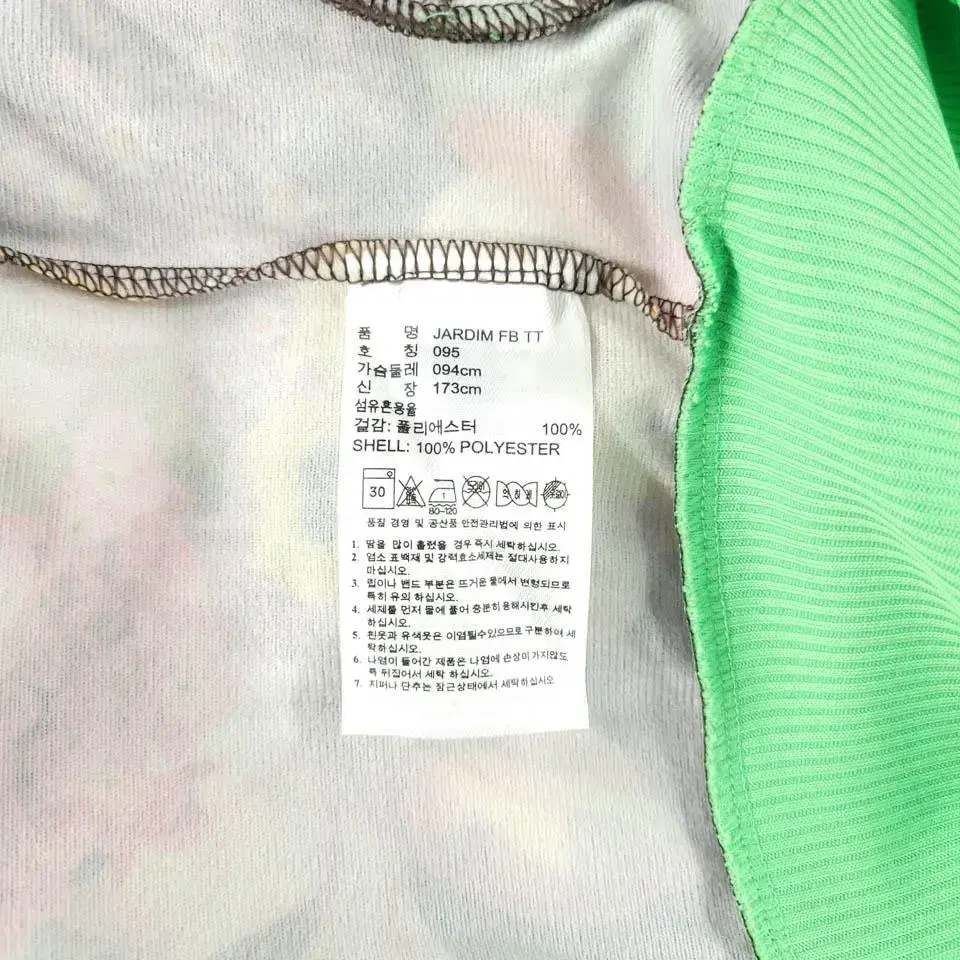 품 명 JARDIM FB TT
호 칭 095
가슴둘레 094cm
신 장 173cm
섬유혼용율
겉감: 폴리에스터 100%
SHELL: 100% POLYESTER
30
80~120
품질 경영 및 공산품 안전관리법에 의한 표시
1. 땀을 많이 흘렸을 경우 즉시 세탁하십시오.
2. 염소 표백제 및 강력효소세제는 절대사용하지
마십시오.
3. 립이나 밴드 부분은 뜨거운 물에서 변형되므로
특히 유의 하십시오.
4. 세제를 먼저 물에 풀어 충분히용해시킨후 세탁
하십시오.
5. 흰옷과 유색옷은 이염될수있으므로 구분하여 세
탁하십시오.
6. 나염이 들어간 제품은 나염에 손상이가지않도
록 뒤집어서 세탁 하십시오.
7. 지퍼나 단추는 잠근상태에서 세탁하십시오